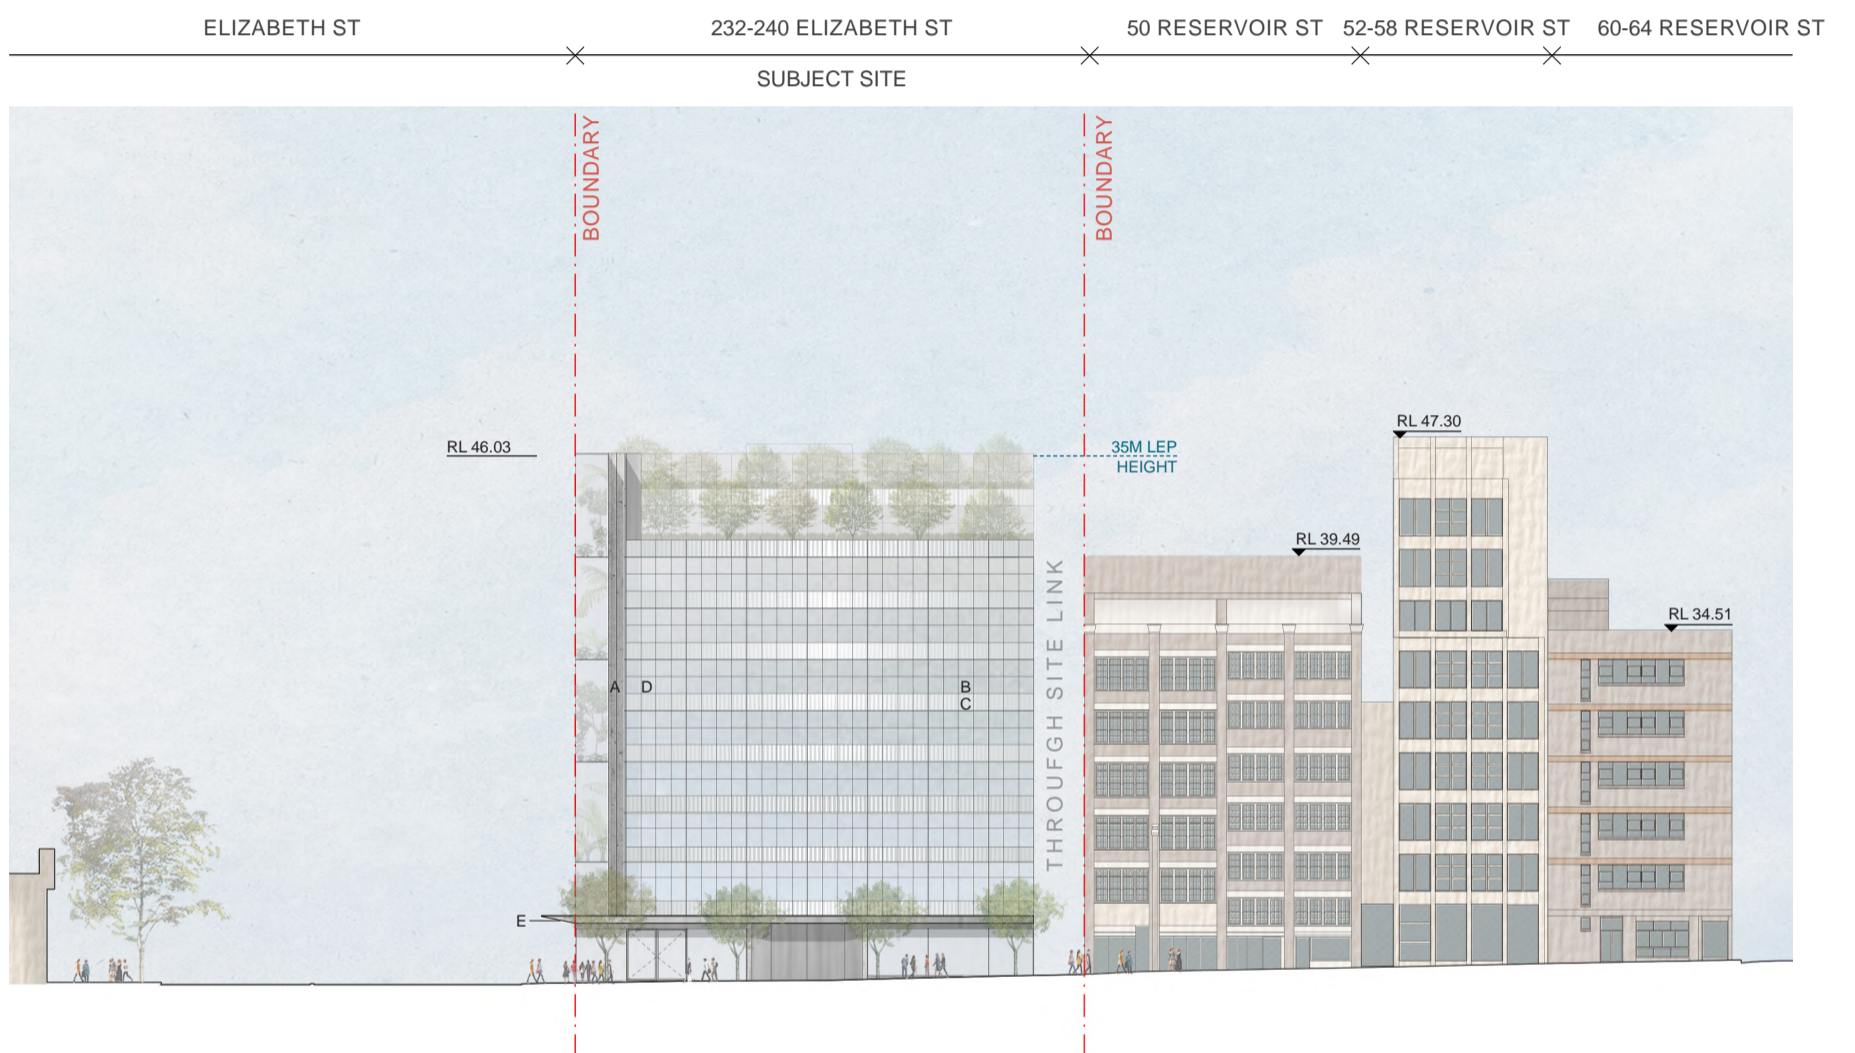 ELIZABETH ST
232-240 ELIZABETH ST
50 RESERVOIR ST
52-58 RESERVOIR ST
60-64 RESERVOIR ST
SUBJECT SITE
BOUNDARY
BOUNDARY
RL 47.30
RL 46.03
35M LEP
HEIGHT
RL 39.49
RL 34.51
THROUFGH SITE LINK
A
D
B
C
E